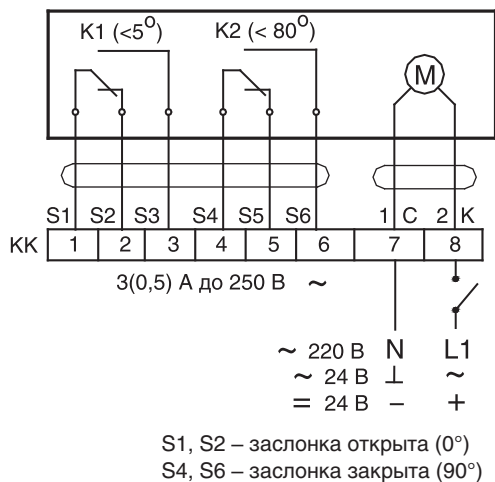 K1 (<5°) K2 (< 80°)
M
S1 S2 S3 S4 S5 S6 1 С 2 К
КК 1 2 3 4 5 6 7 8
3(0,5) А до 250 В ~
~ 220 В N L1
~ 24 В ⊥ ~
= 24 В – +
S1, S2 – заслонка открыта (0°)
S4, S6 – заслонка закрыта (90°)